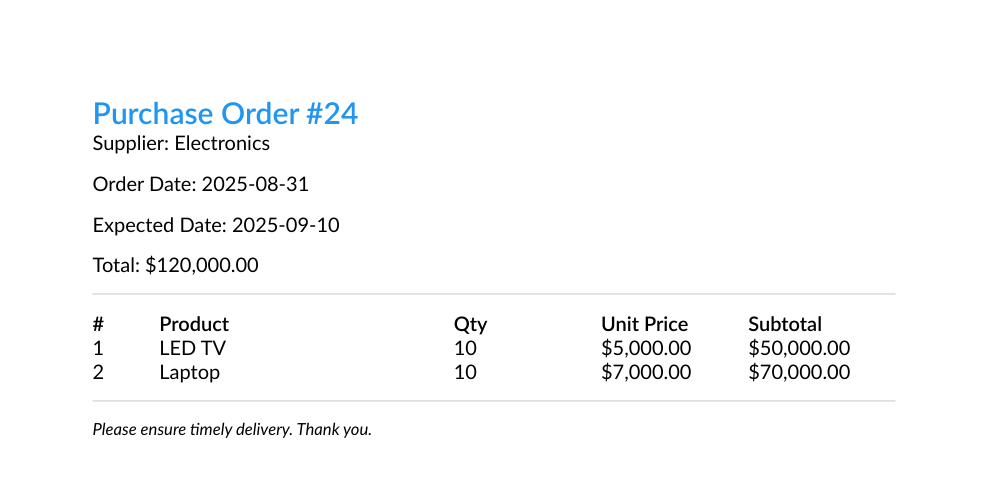 Purchase Order #24
Supplier: Electronics
Order Date: 2025-08-31
Expected Date: 2025-09-10
Total: $120,000.00
# Product Qty Unit Price Subtotal
1 LED TV 10 $5,000.00 $50,000.00
2 Laptop 10 $7,000.00 $70,000.00
Please ensure timely delivery. Thank you.